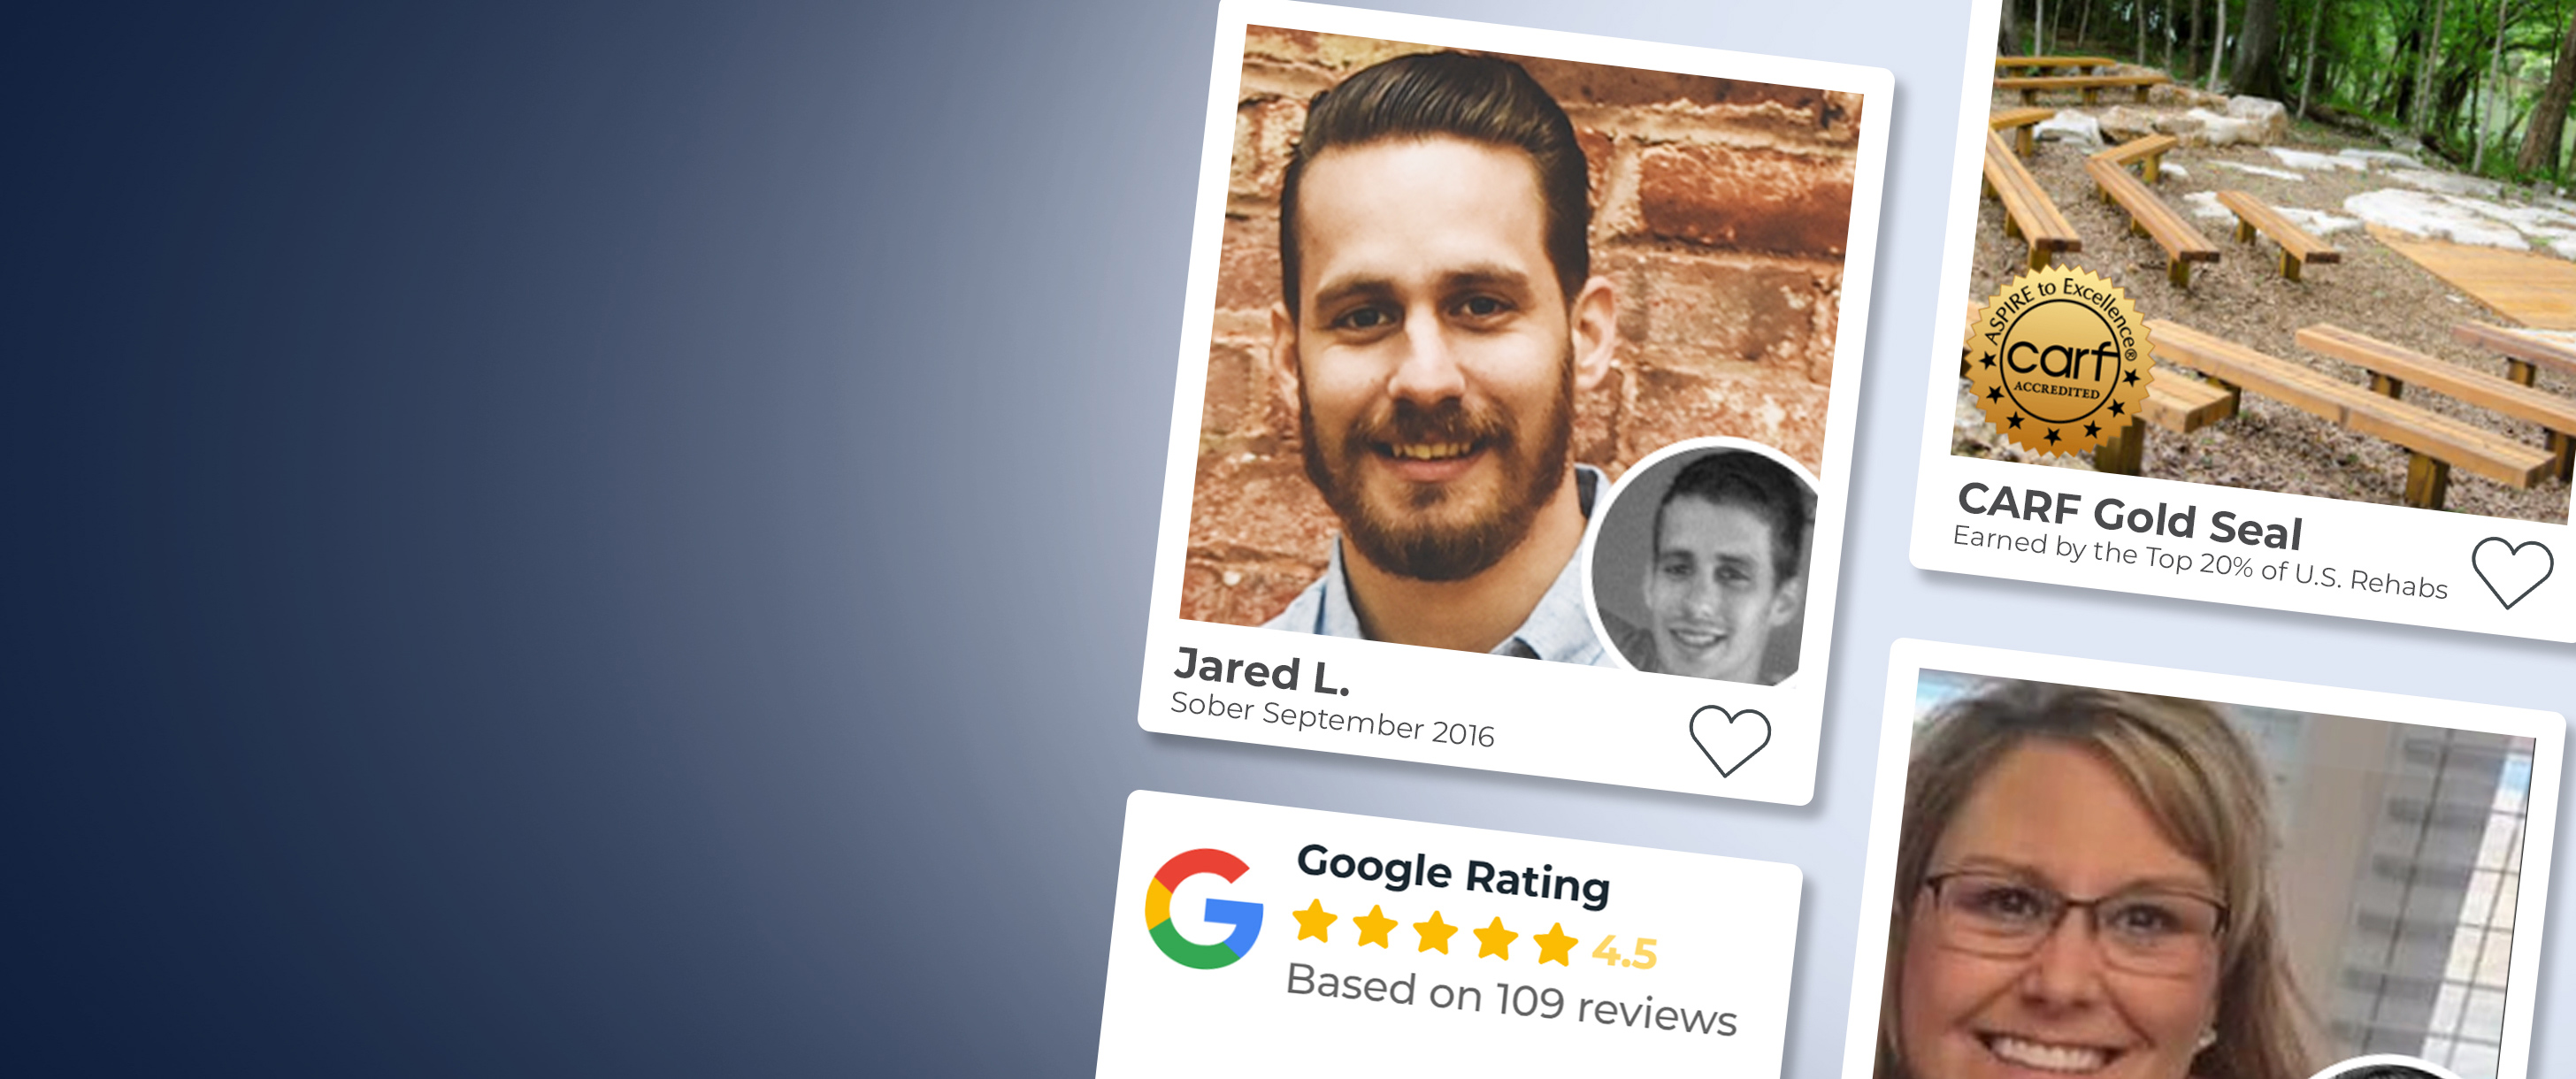 Jared L.
Sober September 2016
ASPIRE to Excellence®
carf
ACCREDITED
CARF Gold Seal
Earned by the Top 20% of U.S. Rehabs
Google Rating
4.5
Based on 109 reviews